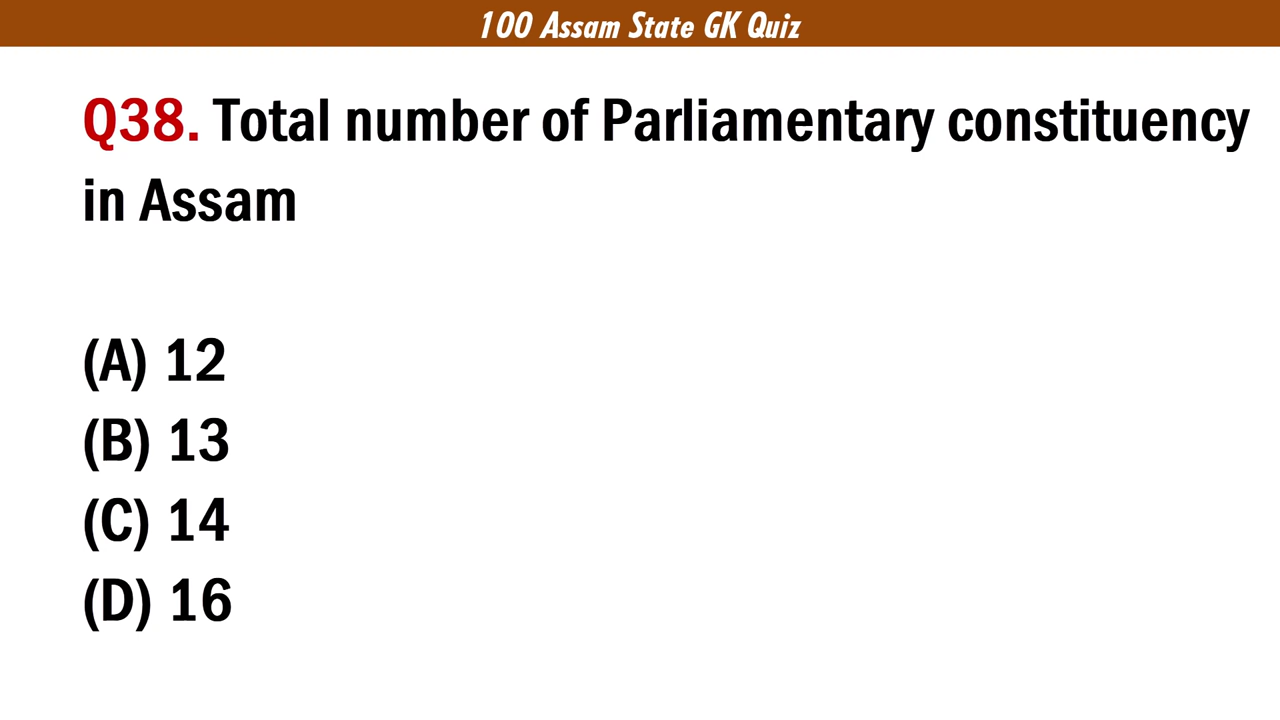 100 Assam State GK Quiz
Q38. Total number of Parliamentary constituency
in Assam
(A) 12
(B) 13
(C) 14
(D) 16